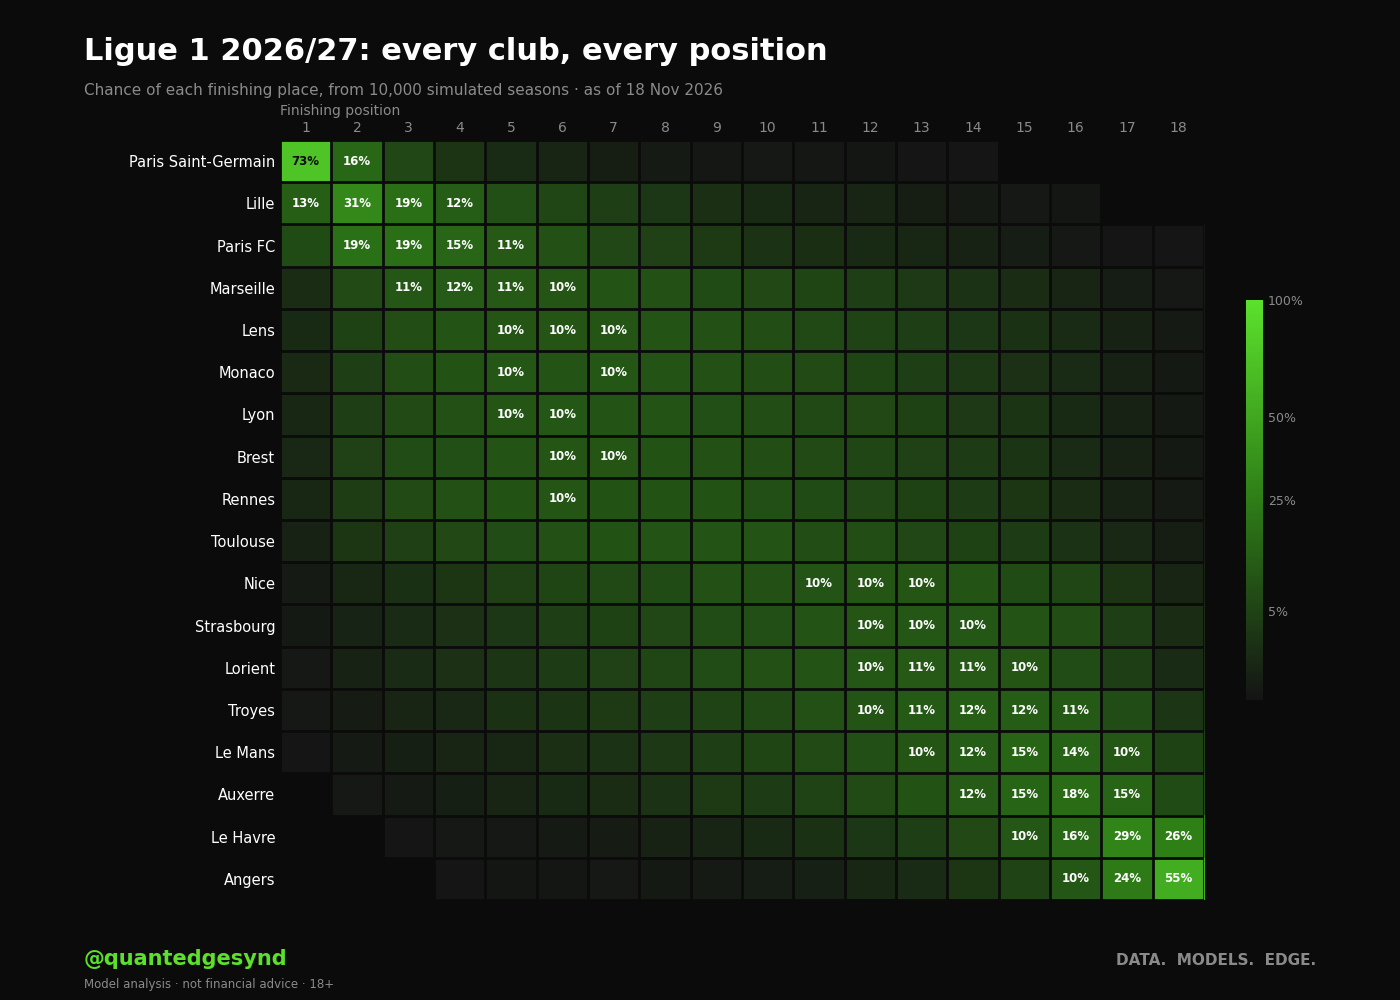 Ligue 1 2026/27: every club, every position
Chance of each finishing place, from 10,000 simulated seasons · as of 18 Nov 2026
Finishing position
1 2 3 4 5 6 7 8 9 10 11 12 13 14 15 16 17 18
Paris Saint-Germain 73% 16%
Lille 13% 31% 19% 12%
Paris FC 19% 19% 15% 11%
Marseille 11% 12% 11% 10%
100%
Lens 10% 10% 10%
Monaco 10% 10%
Lyon 10% 10%
50%
Brest 10% 10%
Rennes 10%
25%
Toulouse
Nice 10% 10% 10%
5%
Strasbourg 10% 10% 10%
Lorient 10% 11% 11% 10%
Troyes 10% 11% 12% 12% 11%
Le Mans 10% 12% 15% 14% 10%
Auxerre 12% 15% 18% 15%
Le Havre 10% 16% 29% 26%
Angers 10% 24% 55%
@quantedgesynd
DATA. MODELS. EDGE.
Model analysis · not financial advice · 18+